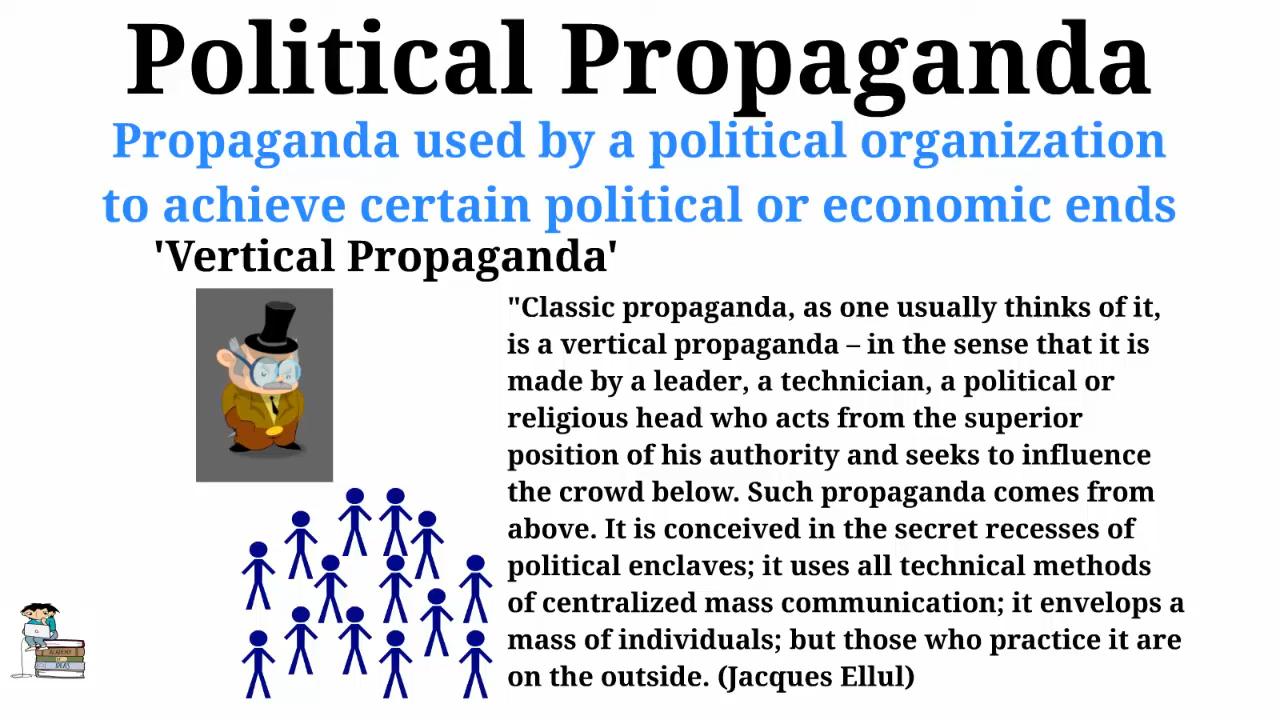 Political Propaganda
Propaganda used by a political organization
to achieve certain political or economic ends
'Vertical Propaganda'
"Classic propaganda, as one usually thinks of it,
is a vertical propaganda – in the sense that it is
made by a leader, a technician, a political or
religious head who acts from the superior
position of his authority and seeks to influence
the crowd below. Such propaganda comes from
above. It is conceived in the secret recesses of
political enclaves; it uses all technical methods
of centralized mass communication; it envelops a
mass of individuals; but those who practice it are
on the outside. (Jacques Ellul)
ACADEMY
OF
IDEAS